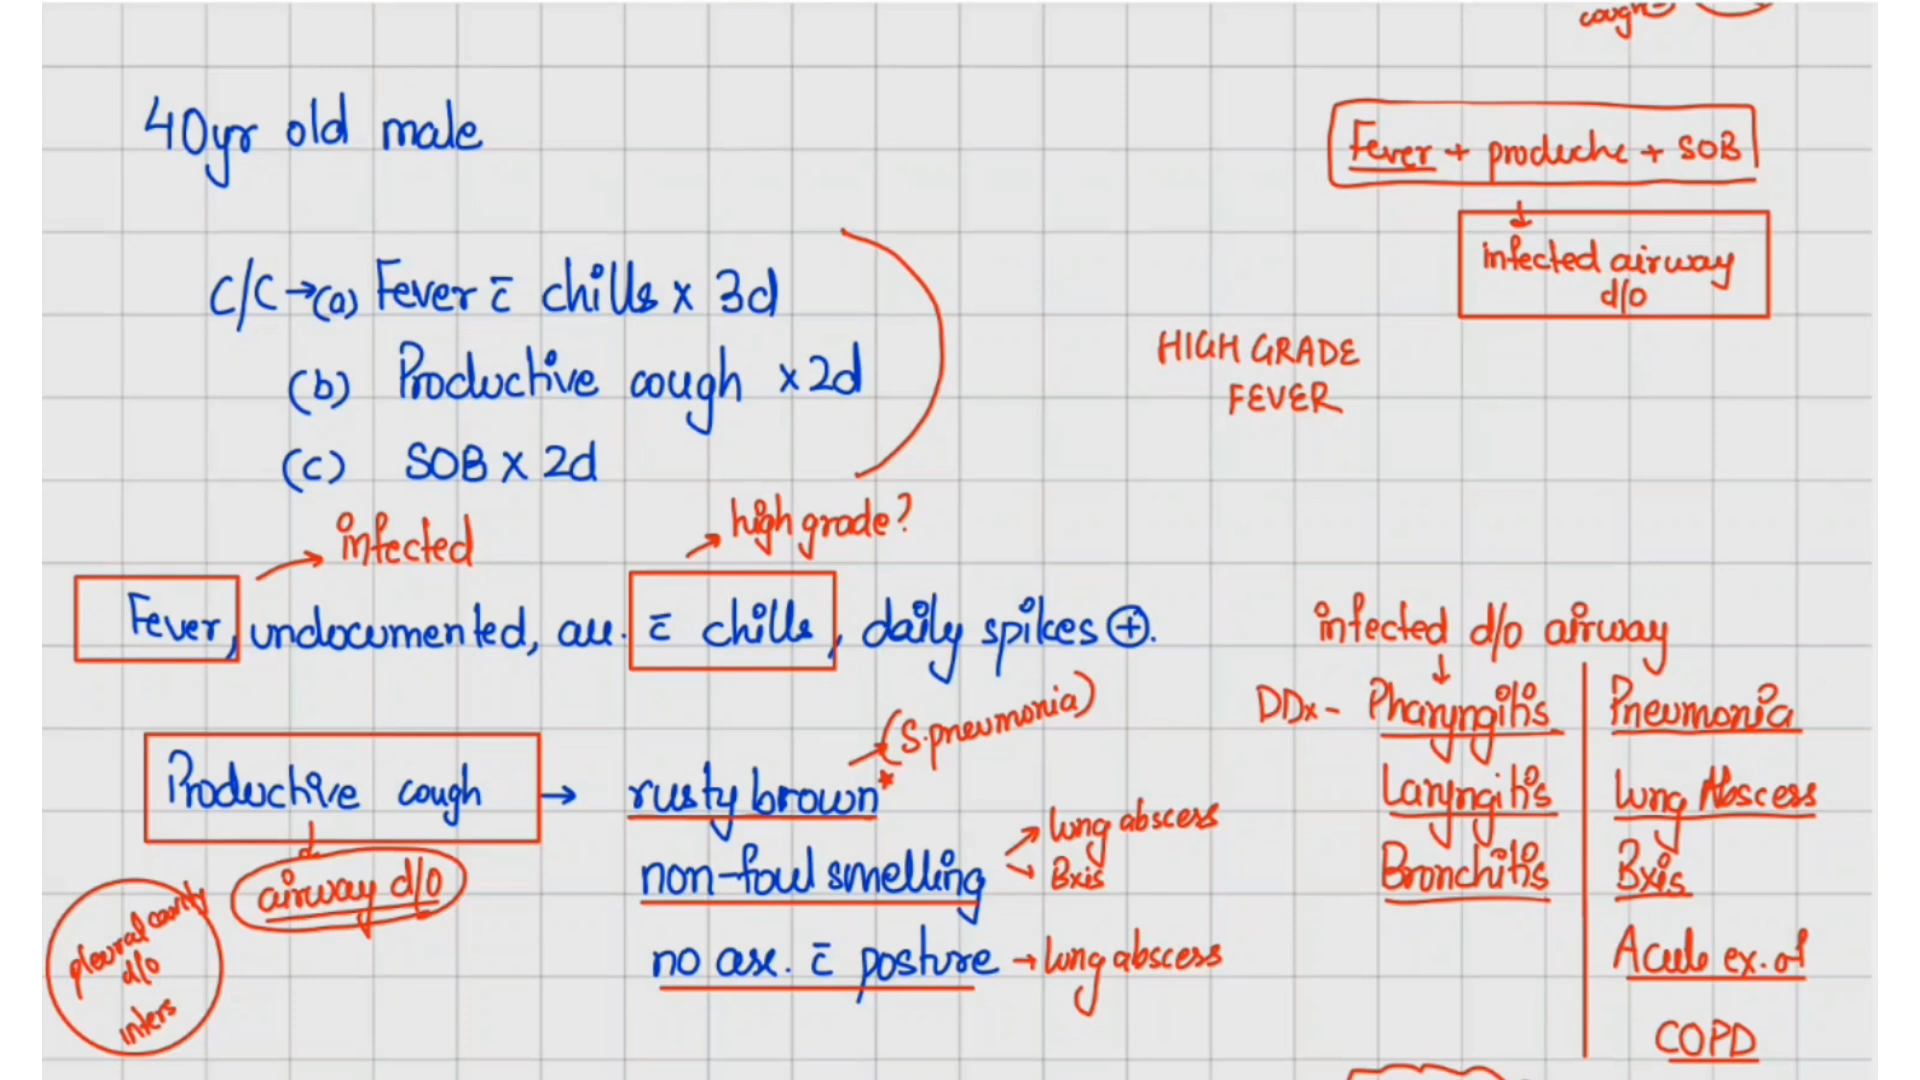 cough
40yr old male
Fever + productive + SOB
infected airway
d/o
C/C → (a) Fever c̄ chills x 3d
(b) Productive cough x 2d
(c) SOB x 2d
HIGH GRADE
FEVER
infected
high grade?
Fever, undocumented, ass. c̄ chills, daily spikes ⊕.
infected d/o airway
DDx - Pharyngitis
Laryngitis
Bronchitis
Pneumonia
Lung Abscess
Bxis
Acute ex. of
COPD
(S. pneumonia)
Productive cough → rusty brown*
airway d/o
non-foul smelling
lung abscess
Bxis
no ass. c̄ posture → lung abscess
pleural cavity
d/o
inters